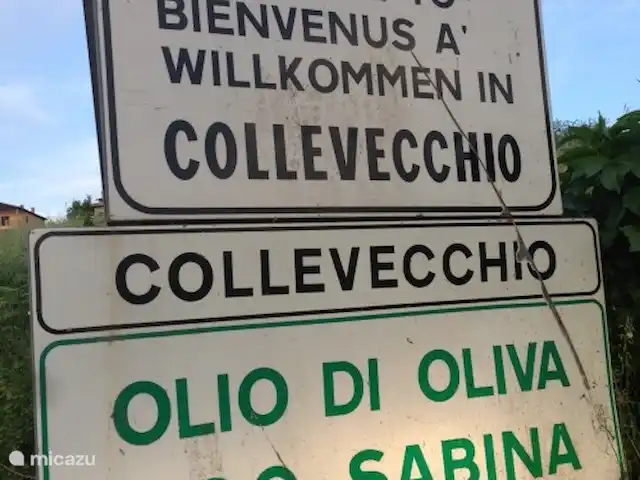 BIENVENUS A'
WILLKOMMEN IN
COLLEVECCHIO
COLLEVECCHIO
OLIO DI OLIVA
SABINA
micazu